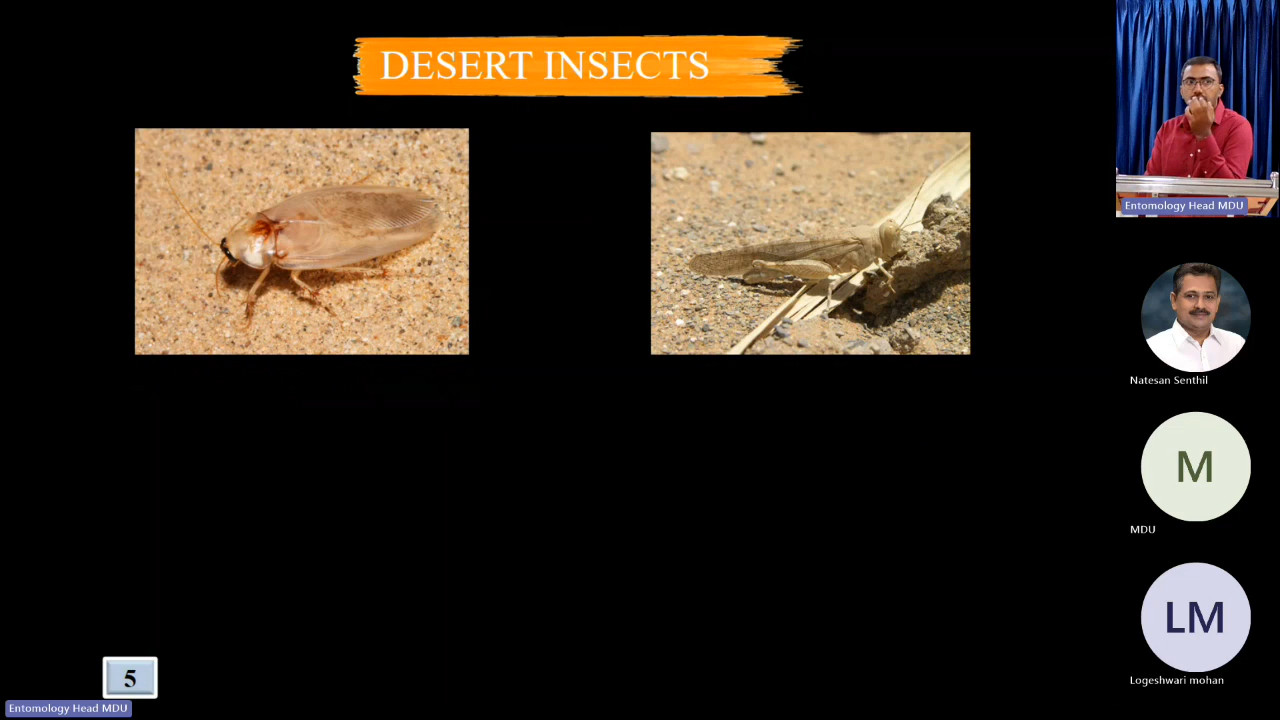 DESERT INSECTS
Entomology Head MDU
Natesan Senthil
M
MDU
LM
Logeshwari mohan
5
Entomology Head MDU